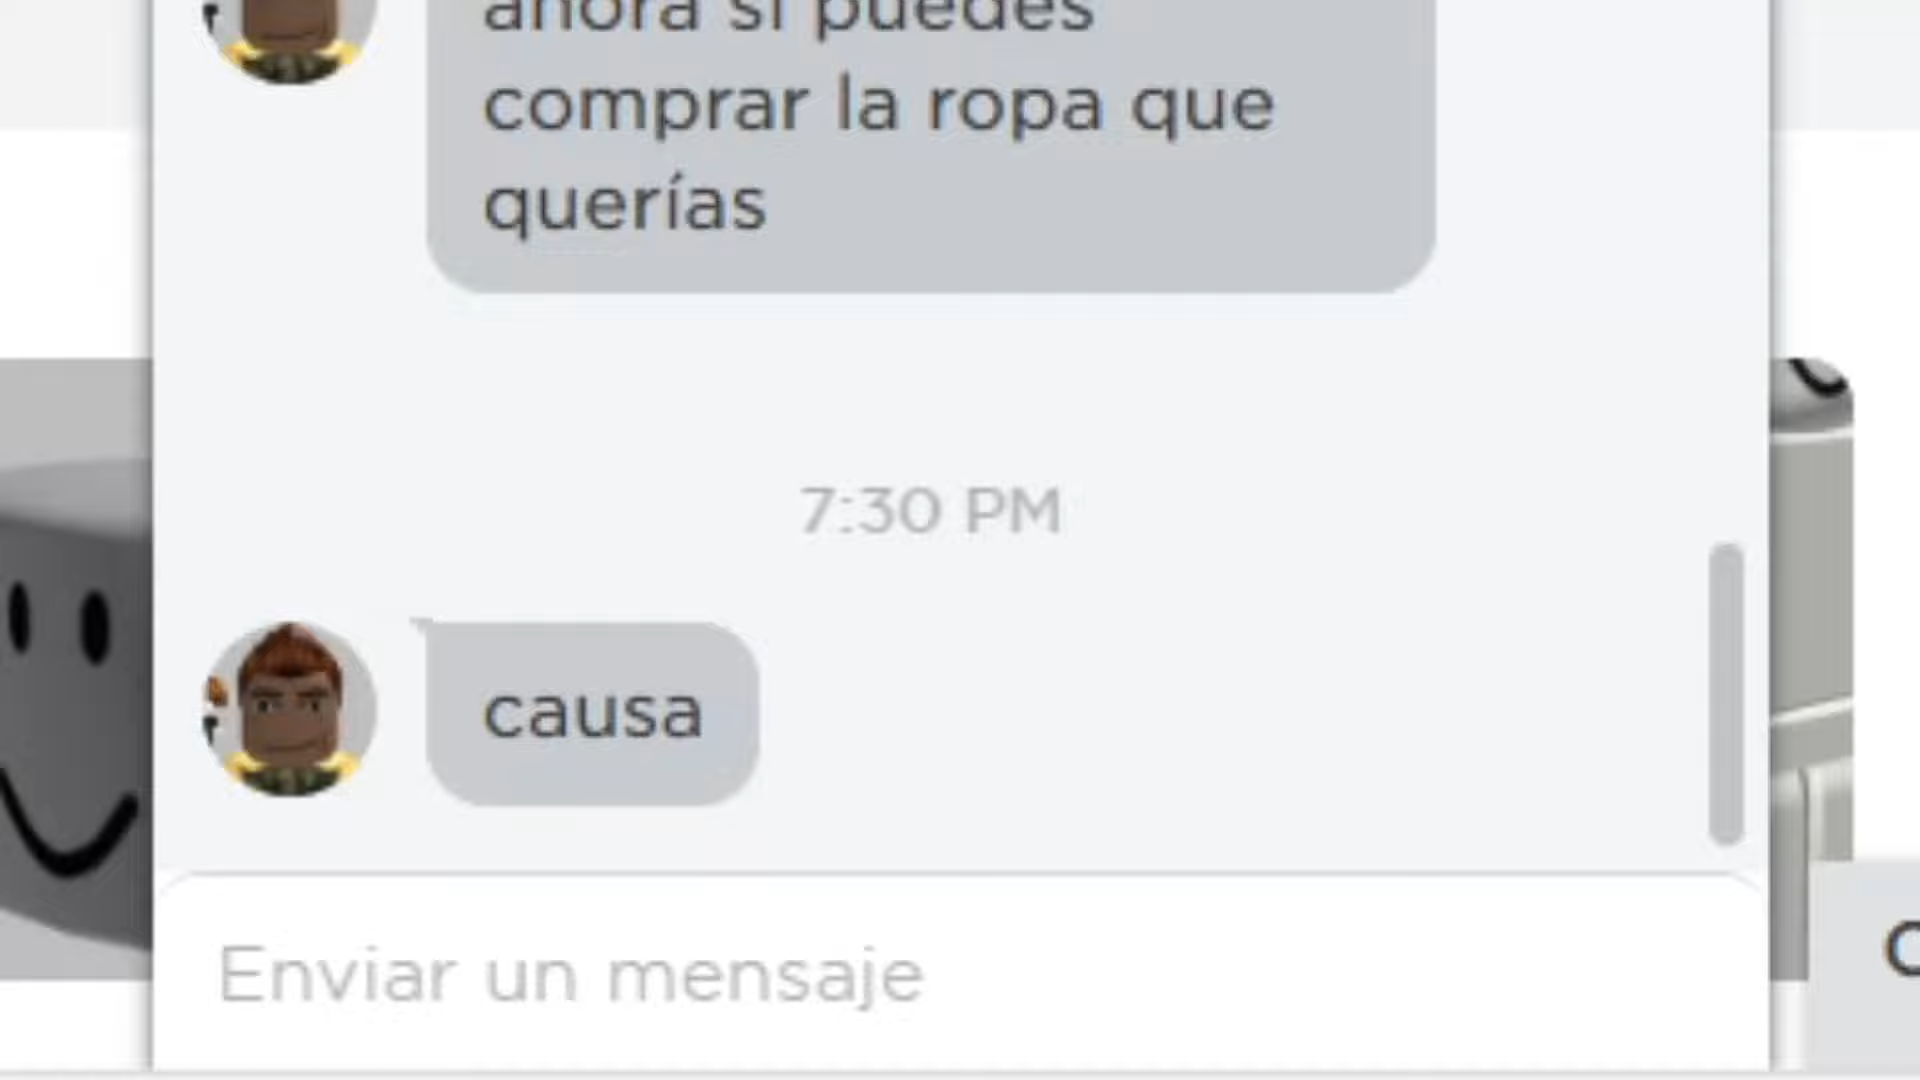 ahora si puedes
comprar la ropa que
querías
7:30 PM
causa
Enviar un mensaje